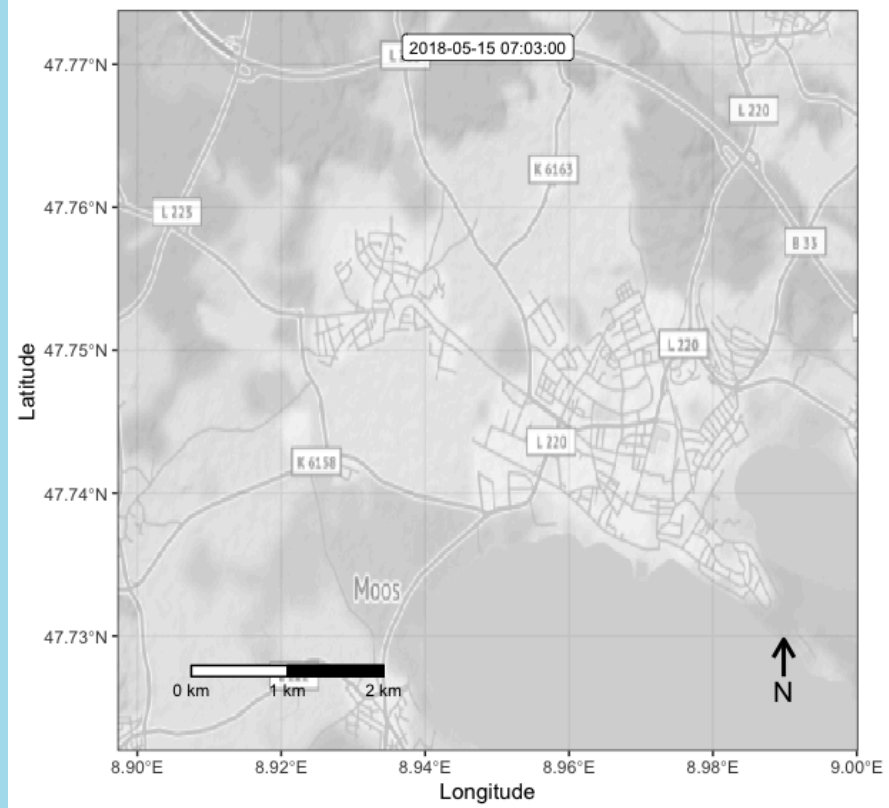 2018-05-15 07:03:00
47.77°N
L 220
K 6163
47.76°N
L 223
B 33
47.75°N
L 220
L 220
K 6158
47.74°N
Moos
47.73°N
0 km
1 km
2 km
N
8.90°E
8.92°E
8.94°E
8.96°E
8.98°E
9.00°E
Longitude
Latitude